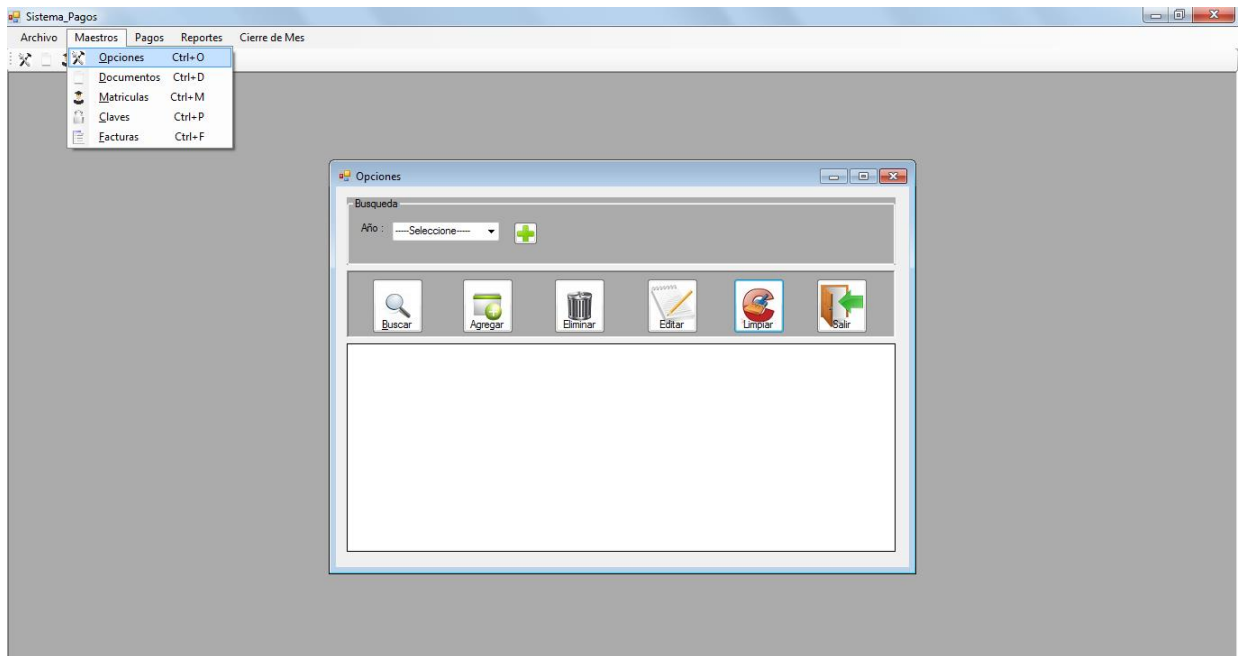 Sistema_Pagos
Archivo Maestros Pagos Reportes Cierre de Mes
Opciones Ctrl+O
Documentos Ctrl+D
Matriculas Ctrl+M
Claves Ctrl+P
Facturas Ctrl+F
Opciones
Busqueda
Año : -----Seleccione-----
Buscar Agregar Eliminar Editar Limpiar Salir